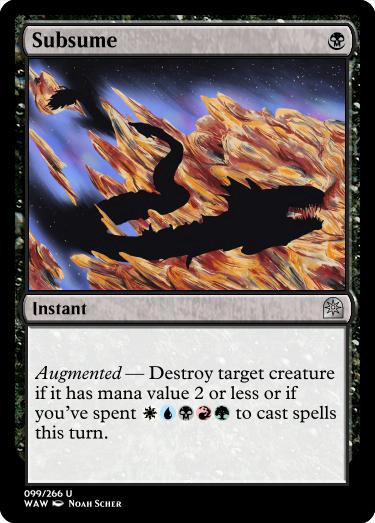 Subsume
Instant
Augmented — Destroy target creature
if it has mana value 2 or less or if
you've spent to cast spells
this turn.
099/266 U
WAW Noah Scher